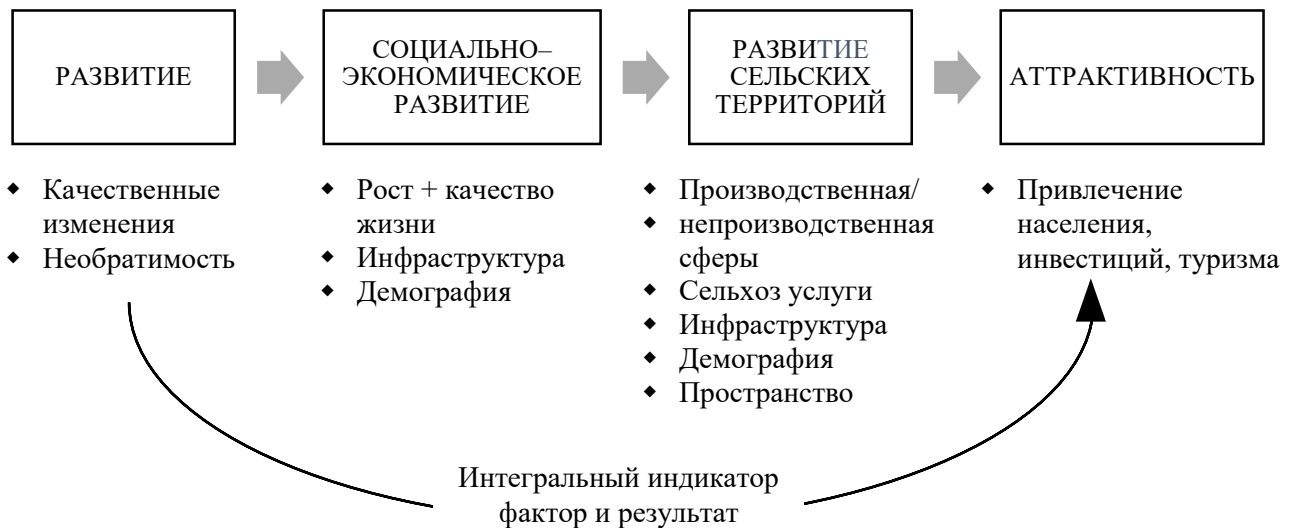 РАЗВИТИЕ
СОЦИАЛЬНО–
ЭКОНОМИЧЕСКОЕ
РАЗВИТИЕ
РАЗВИТИЕ
СЕЛЬСКИХ
ТЕРРИТОРИЙ
АТТРАКТИВНОСТЬ
◆ Качественные
изменения
◆ Необратимость
◆ Рост + качество
жизни
◆ Инфраструктура
◆ Демография
◆ Производственная/
◆ непроизводственная
сферы
◆ Сельхоз услуги
◆ Инфраструктура
◆ Демография
◆ Пространство
◆ Привлечение
населения,
инвестиций, туризма
Интегральный индикатор
фактор и результат